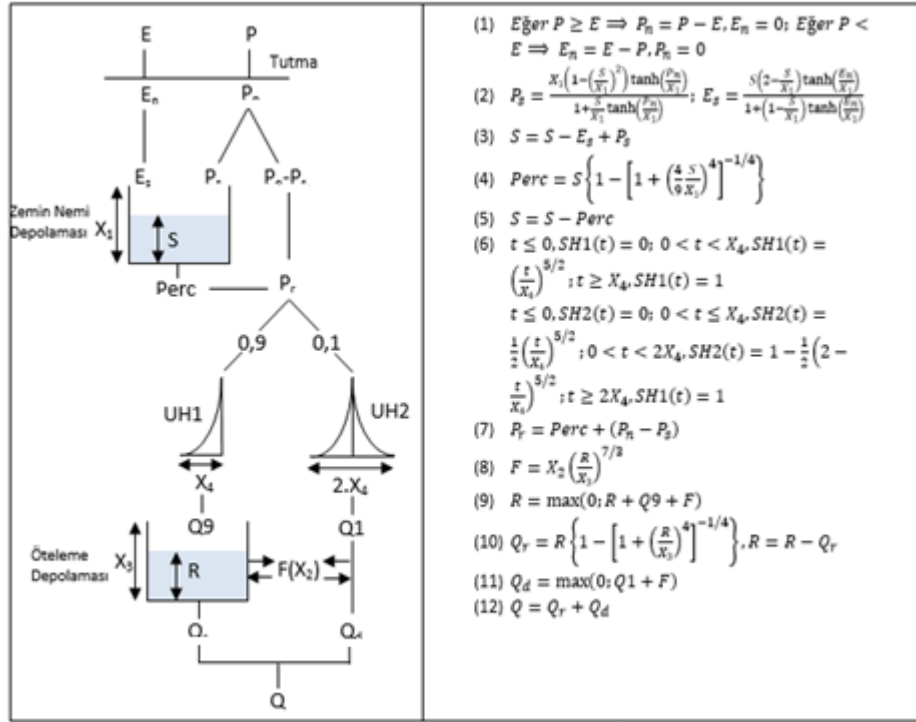 E P
Tutma
Eₙ Pₙ
Eₛ Pₛ Pₙ-Pₛ
Zemin Nemi
Depolaması
X₁
S
Perc
Pᵣ
0,9 0,1
UH1 UH2
X₄ 2.X₄
Q9 Q1
Öteleme
Depolaması
X₃
R
F(X₂)
Qᵣ Q_d
Q
(1) Eğer P ≥ E ⟹ Pₙ = P − E, Eₙ = 0; Eğer P <
E ⟹ Eₙ = E − P, Pₙ = 0
(2) Pₛ = X₁(1−(S/X₁)²)tanh(Pₙ/X₁) / 1+S/X₁ tanh(Pₙ/X₁); Eₛ = S(2−S/X₁)tanh(Eₙ/X₁) / 1+(1−S/X₁)tanh(Eₙ/X₁)
(3) S = S − Eₛ + Pₛ
(4) Perc = S{1 − [1 + (4/9 S/X₁)⁴]^(−1/4)}
(5) S = S − Perc
(6) t ≤ 0, SH1(t) = 0; 0 < t < X₄, SH1(t) =
(t/X₄)^(5/2); t ≥ X₄, SH1(t) = 1
t ≤ 0, SH2(t) = 0; 0 < t ≤ X₄, SH2(t) =
1/2(t/X₄)^(5/2); 0 < t < 2X₄, SH2(t) = 1 − 1/2(2 −
t/X₄)^(5/2); t ≥ 2X₄, SH1(t) = 1
(7) Pᵣ = Perc + (Pₙ − Pₛ)
(8) F = X₂(R/X₃)^(7/2)
(9) R = max(0; R + Q9 + F)
(10) Qᵣ = R{1 − [1 + (R/X₃)⁴]^(−1/4)}, R = R − Qᵣ
(11) Q_d = max(0; Q1 + F)
(12) Q = Qᵣ + Q_d